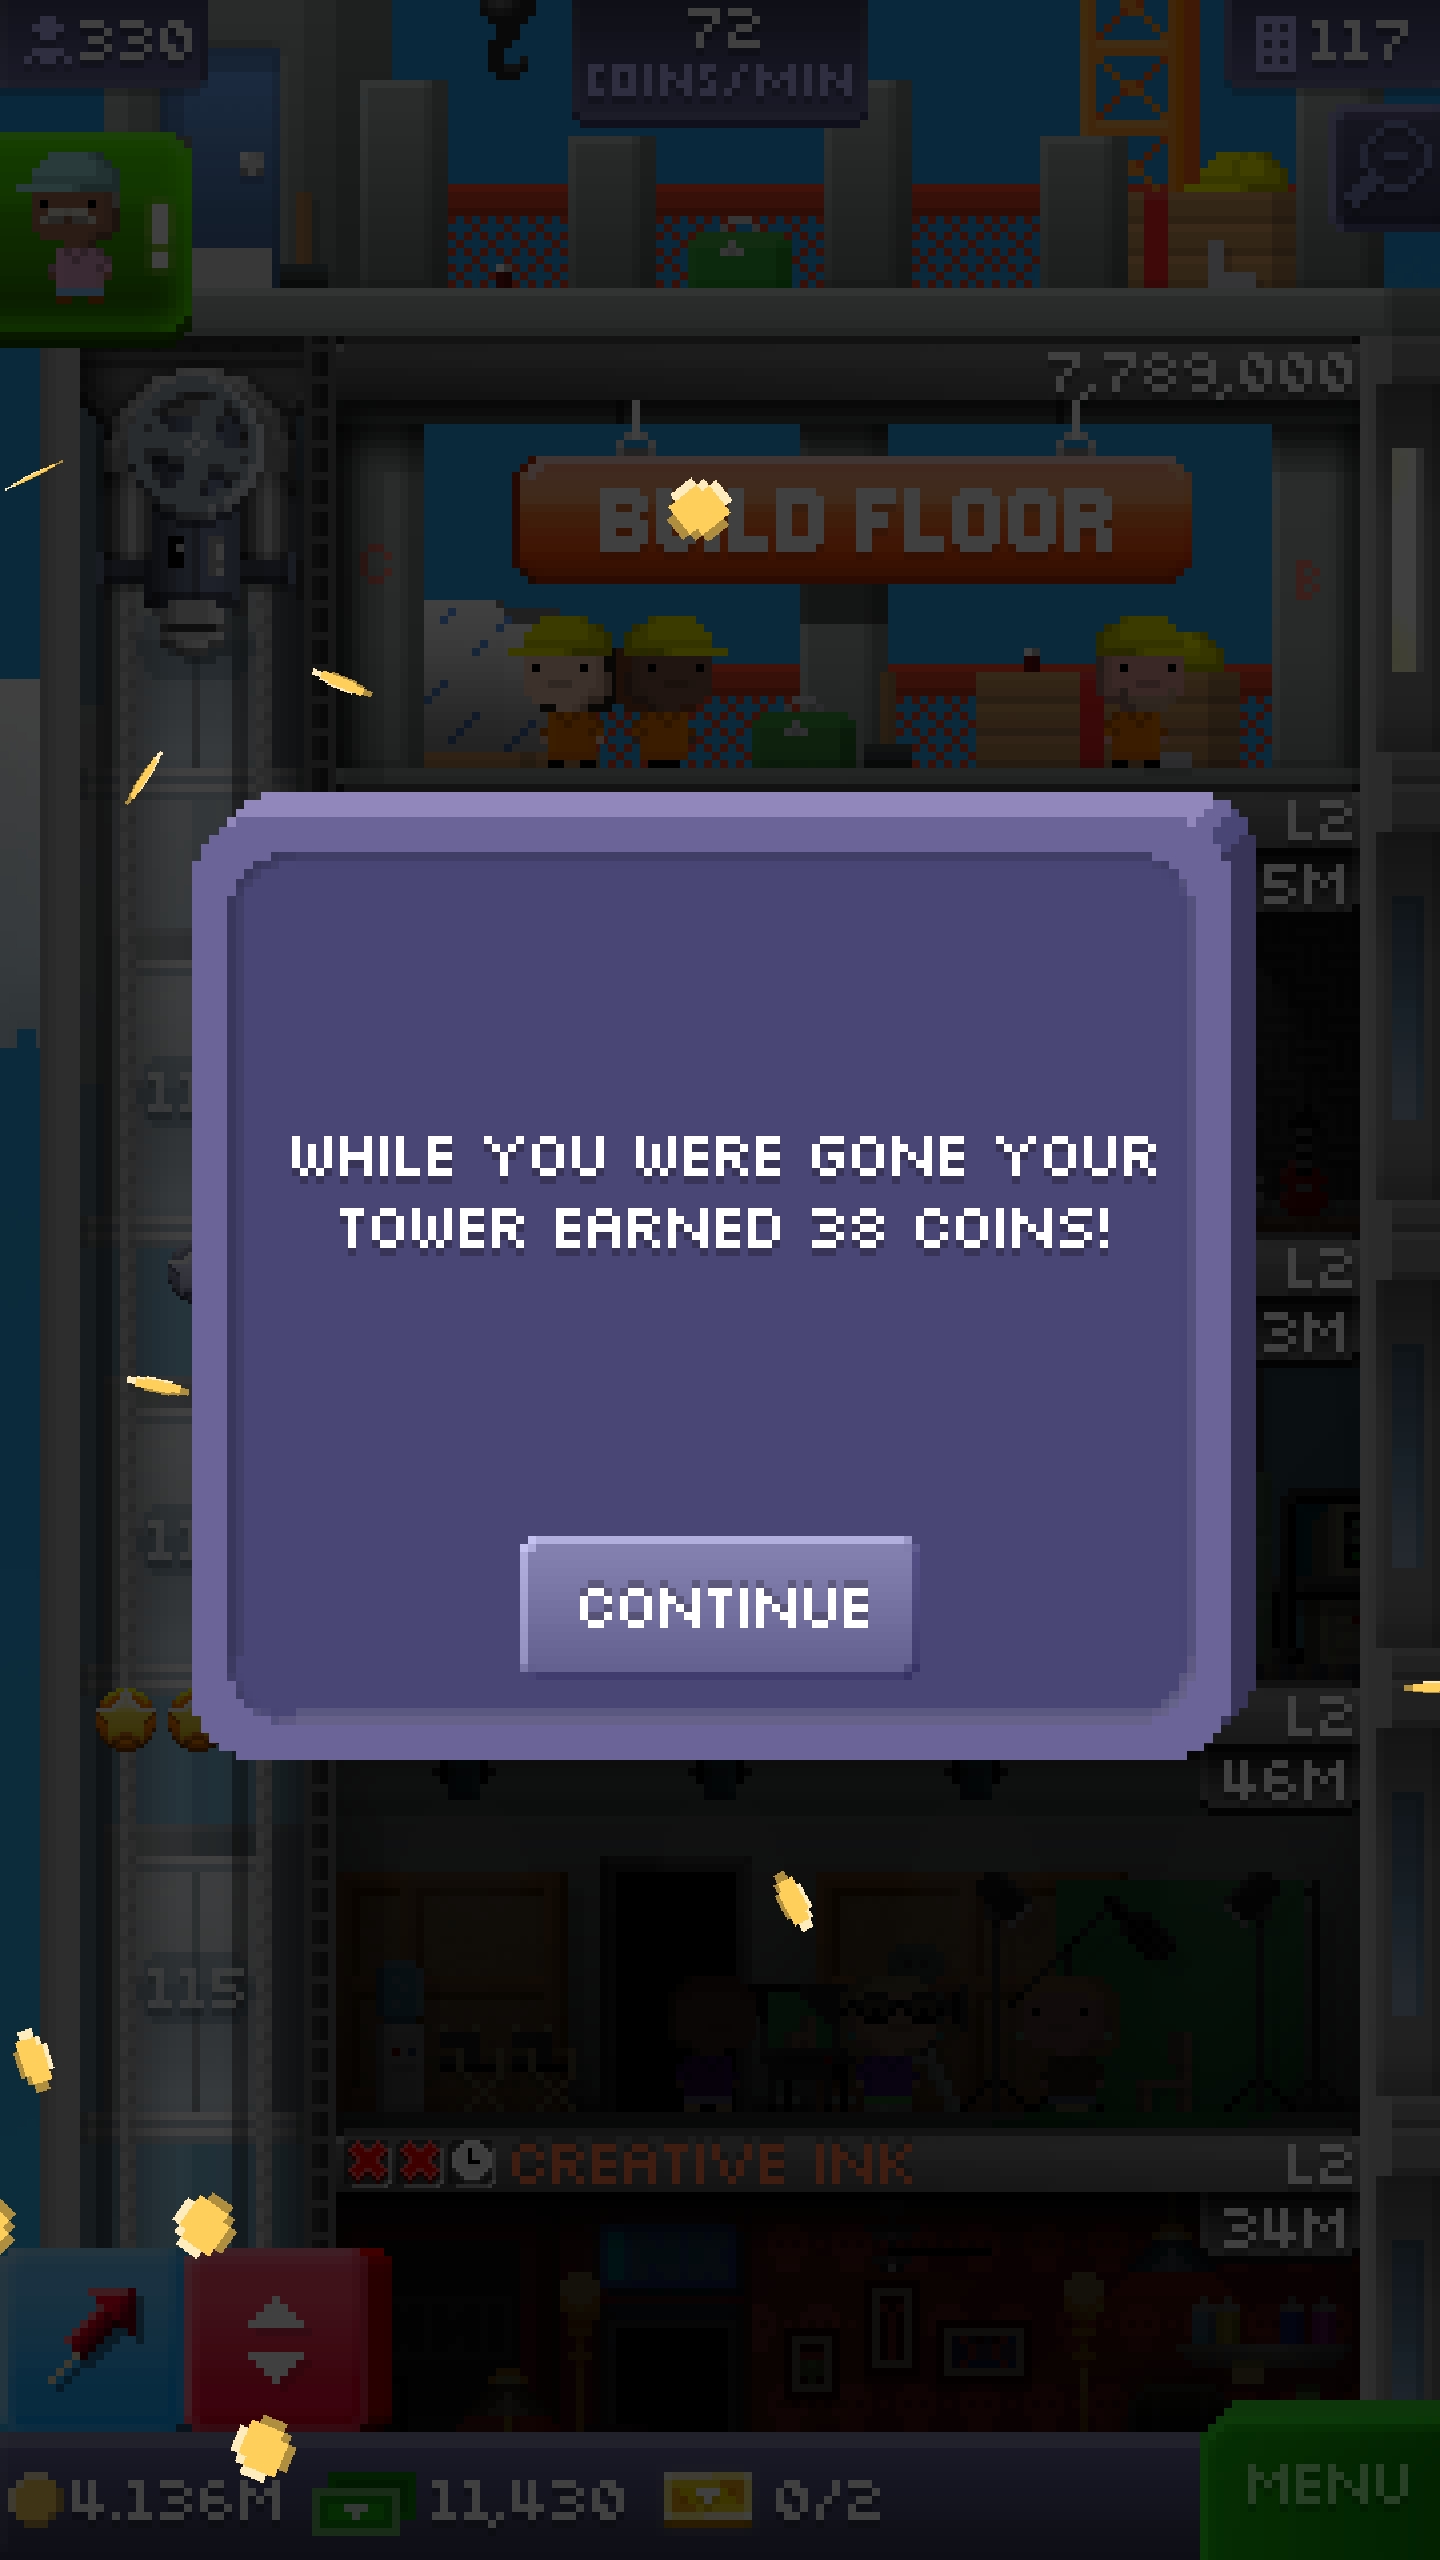 330
72
COINS/MIN
117
7,789,000
BUILD FLOOR
C
B
L2
5M
WHILE YOU WERE GONE YOUR
TOWER EARNED 38 COINS!
L2
3M
CONTINUE
L2
46M
115
CREATIVE INK
L2
34M
4.136M
11,430
0/2
MENU